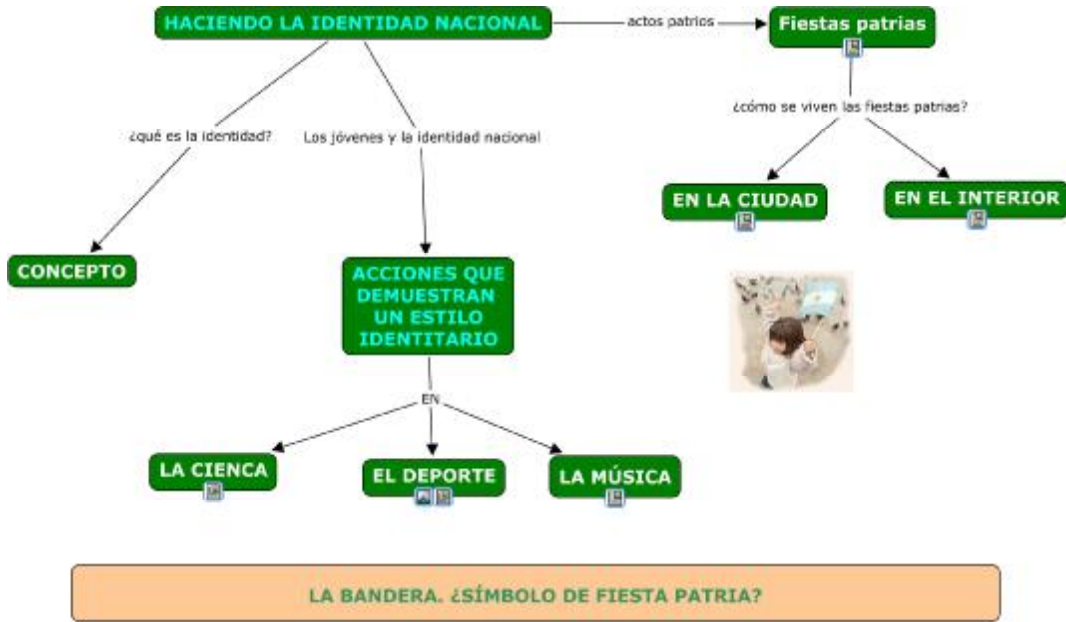 HACIENDO LA IDENTIDAD NACIONAL
actos patrios
Fiestas patrias
¿cómo se viven las fiestas patrias?
¿qué es la identidad?
Los jóvenes y la identidad nacional
EN LA CIUDAD
EN EL INTERIOR
CONCEPTO
ACCIONES QUE
DEMUESTRAN
UN ESTILO
IDENTITARIO
EN
LA CIENCA
EL DEPORTE
LA MÚSICA
LA BANDERA. ¿SÍMBOLO DE FIESTA PATRIA?